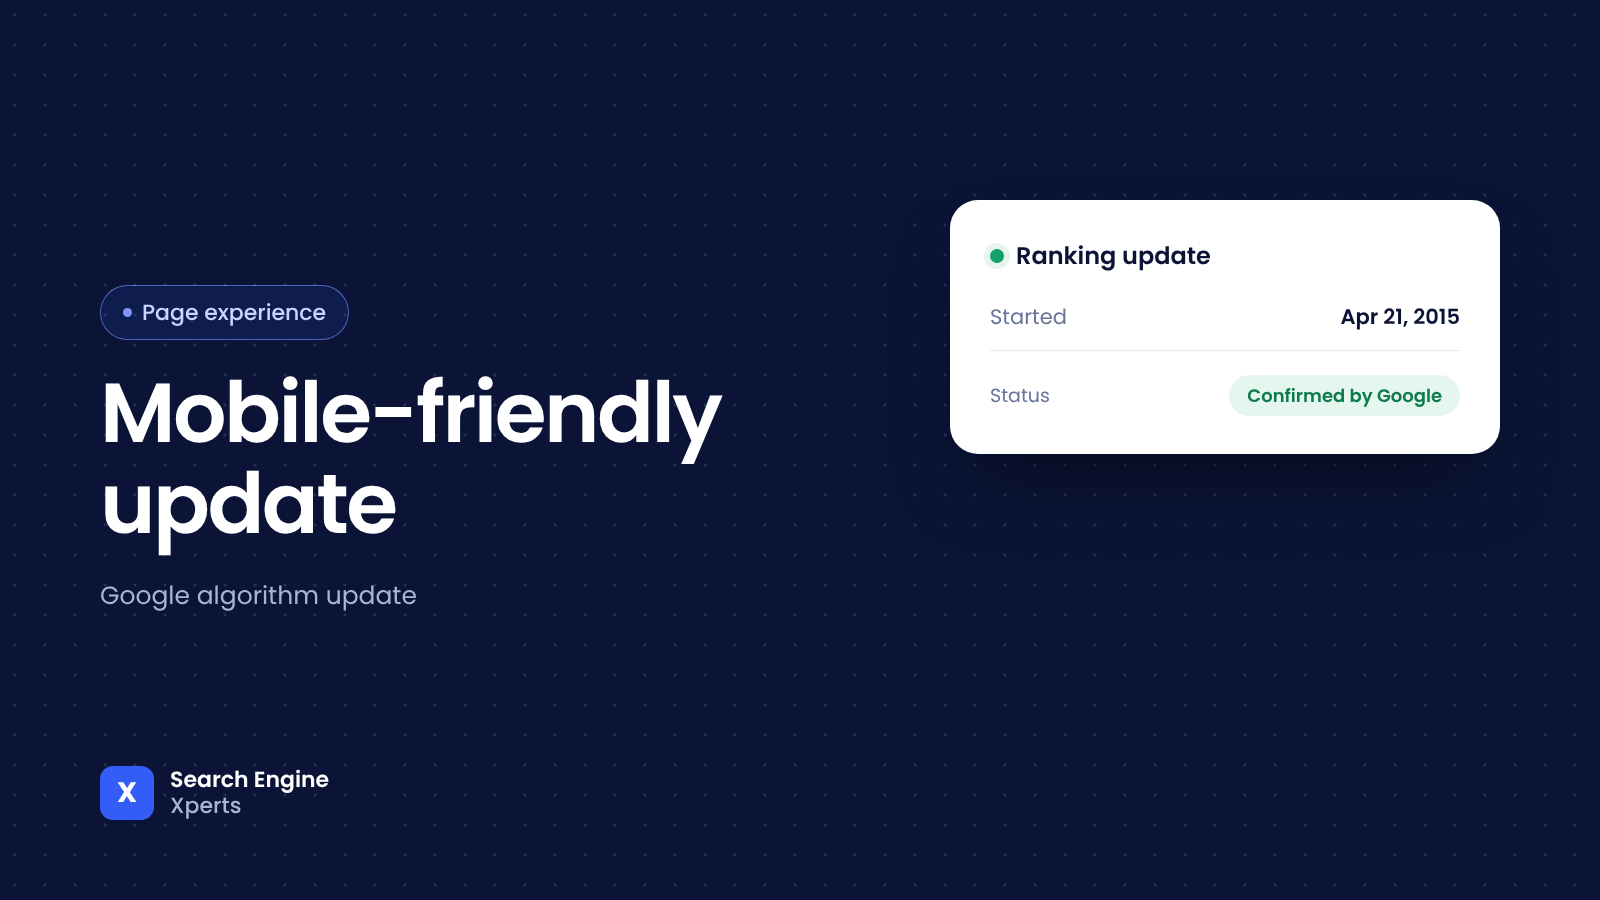 Page experience
Mobile-friendly
update
Google algorithm update
Ranking update
Started Apr 21, 2015
Status Confirmed by Google
X
Search Engine
Xperts